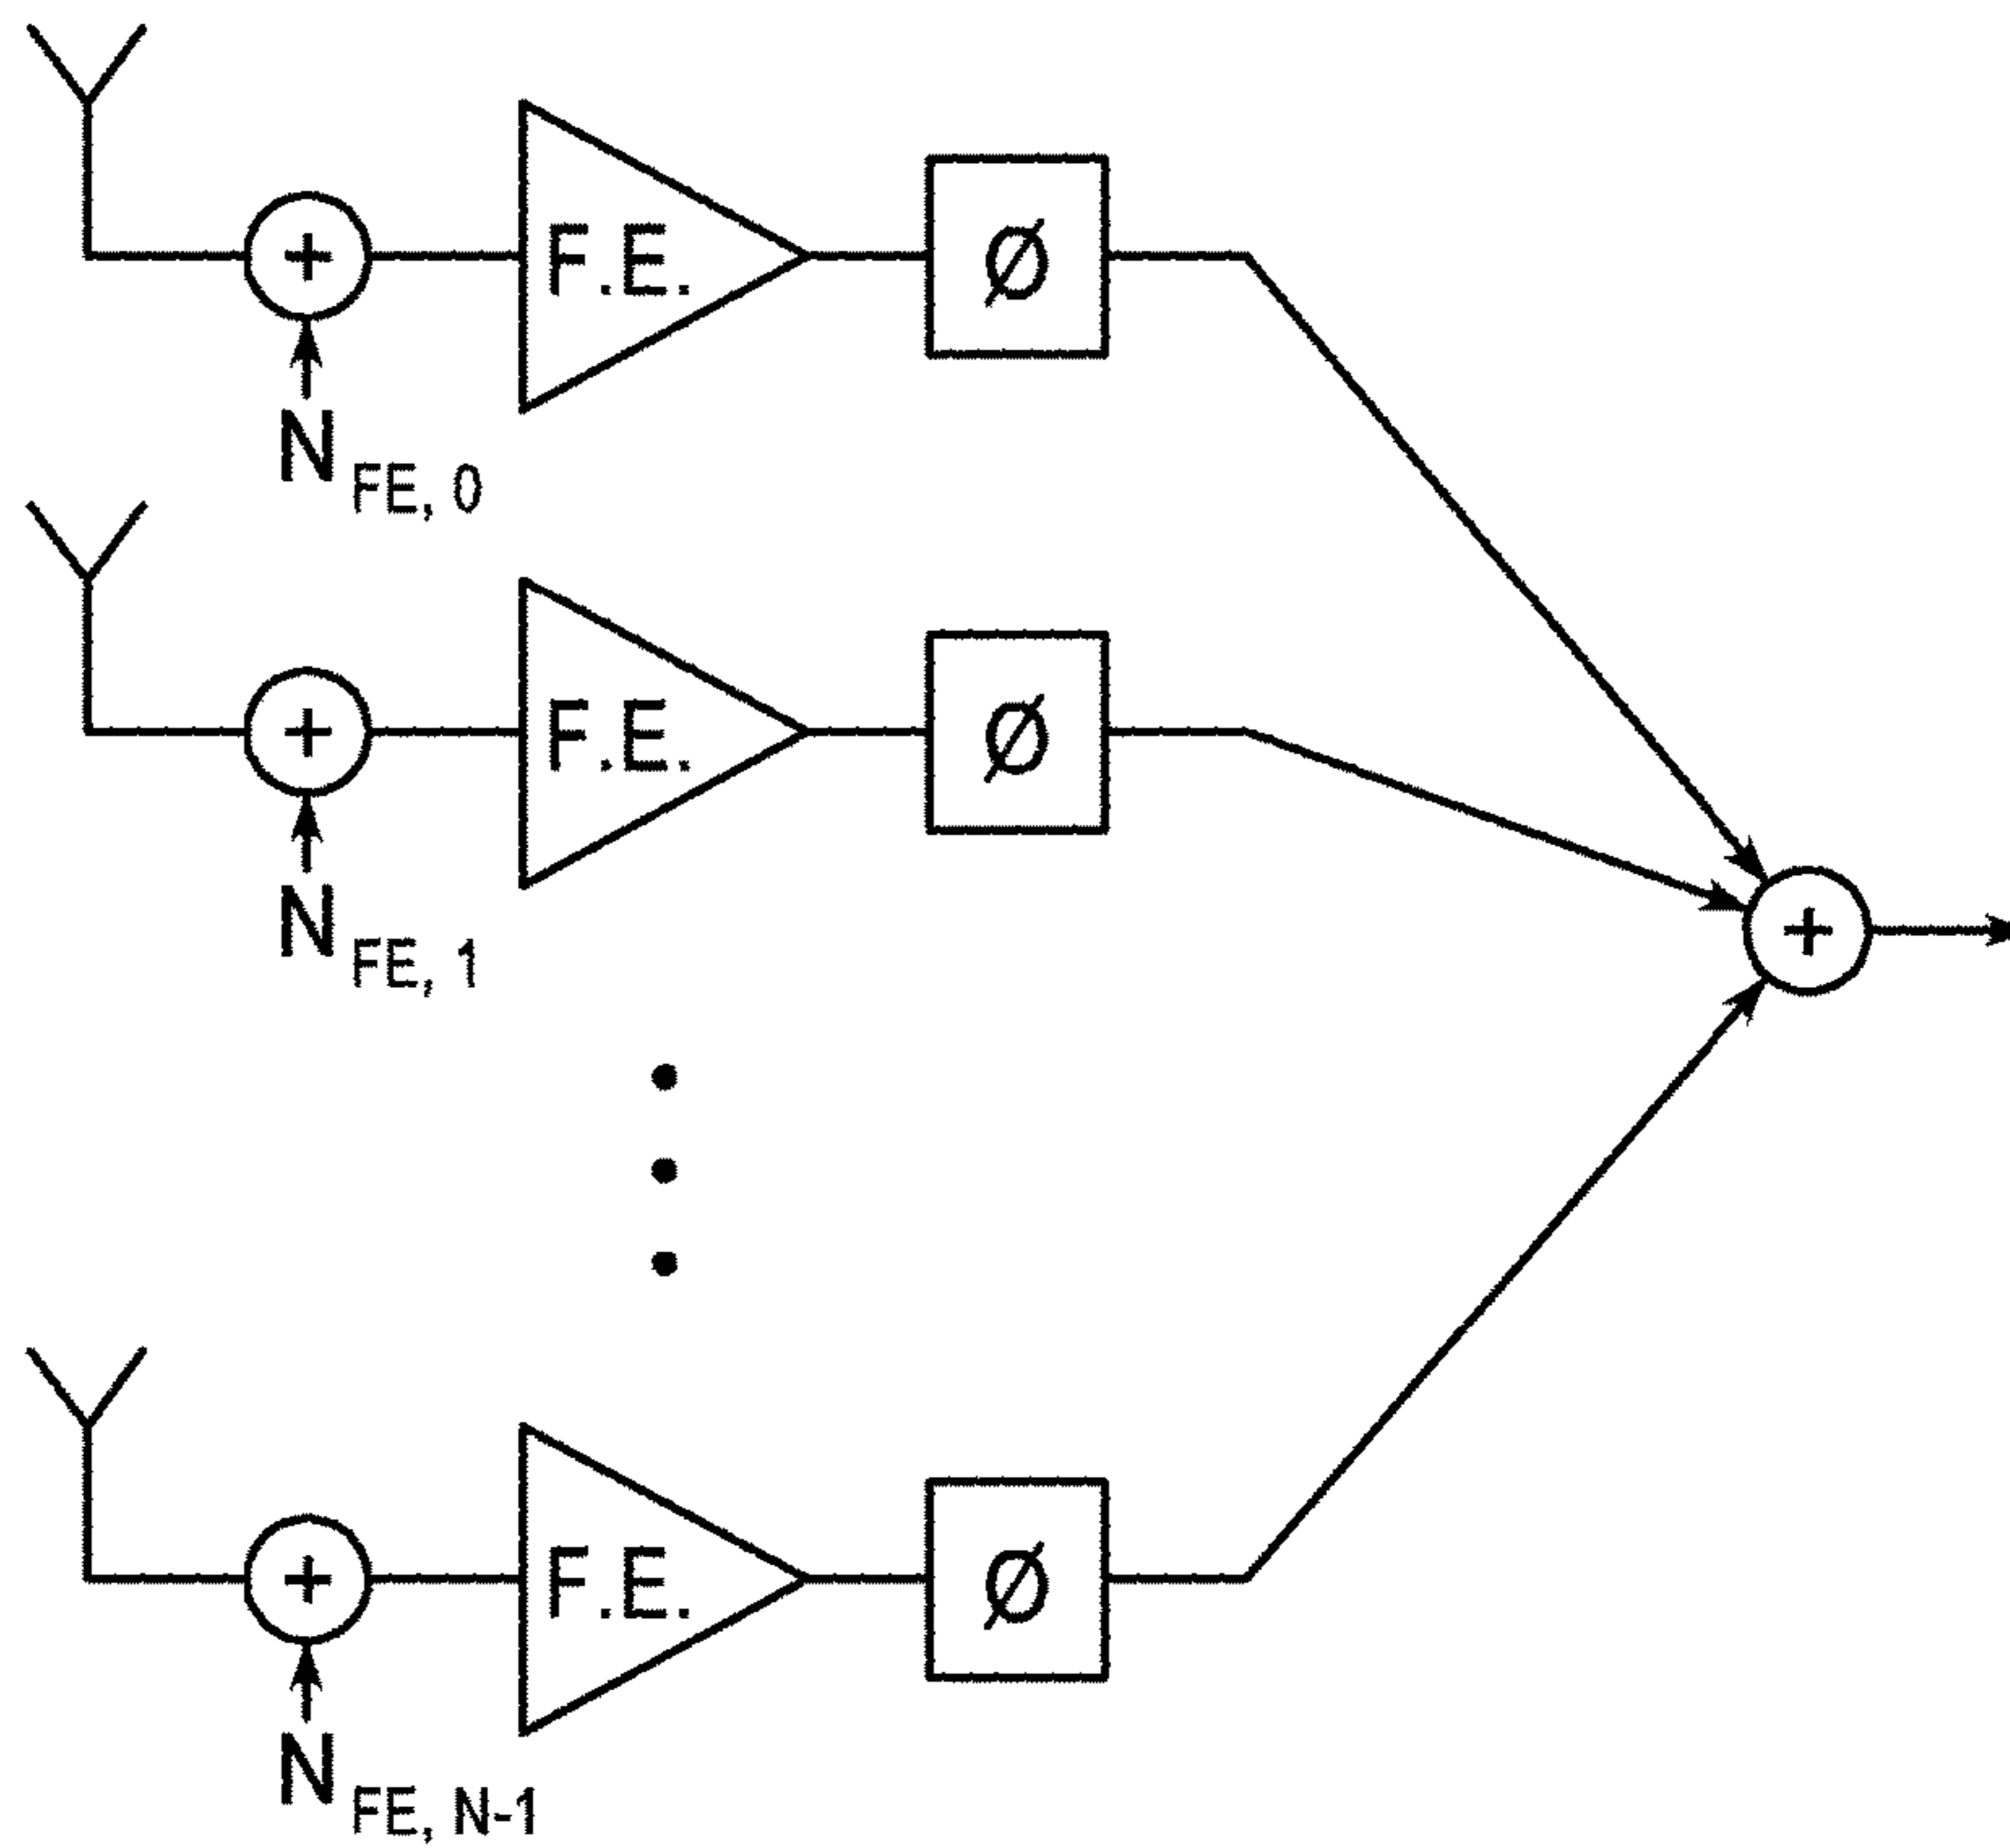 F.E. Ø
N FE, 0
F.E. Ø
N FE, 1
F.E. Ø
N FE, N-1